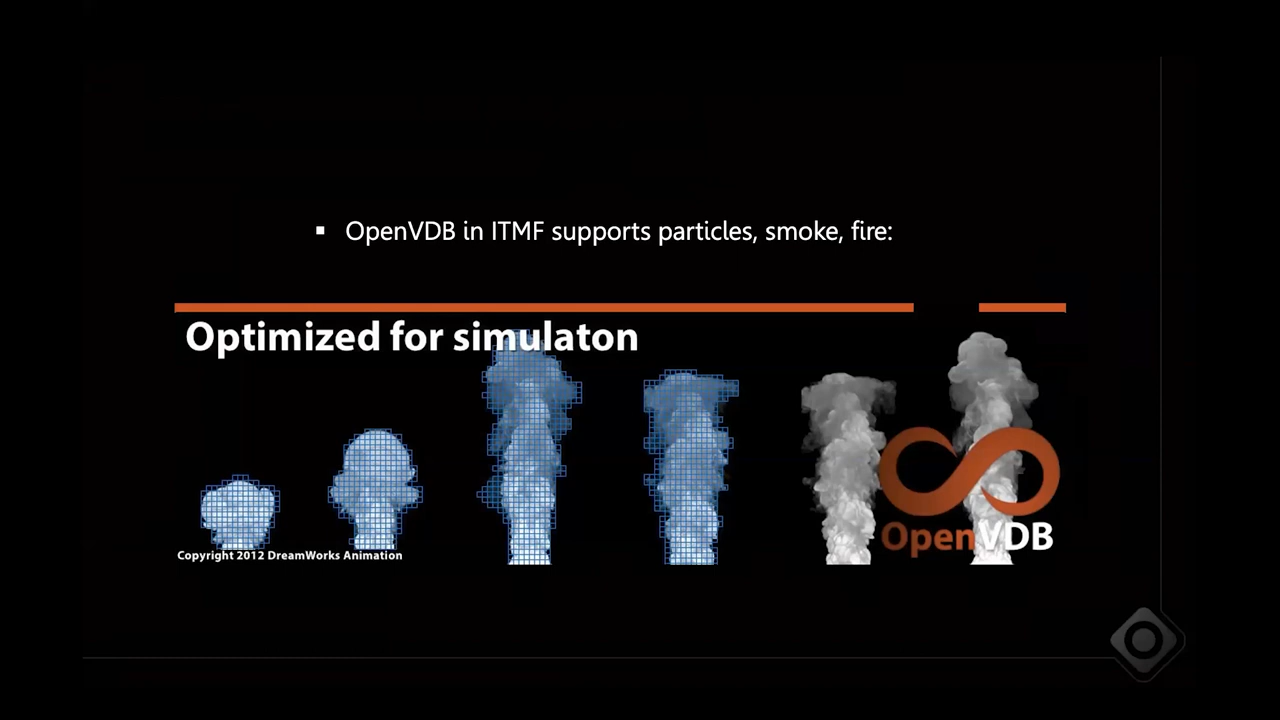 ▪ OpenVDB in ITMF supports particles, smoke, fire:
Optimized for simulaton
Copyright 2012 DreamWorks Animation
OpenVDB